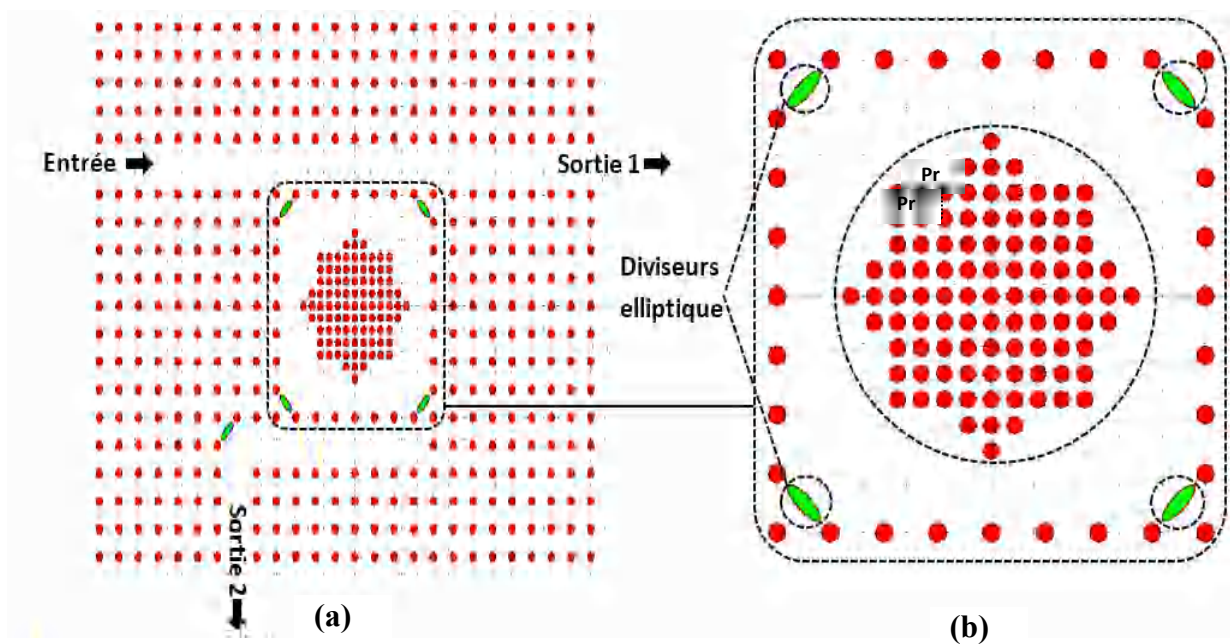 Entrée
Sortie 1
Pr
Pr
Diviseurs
elliptique
Sortie 2
(a)
(b)